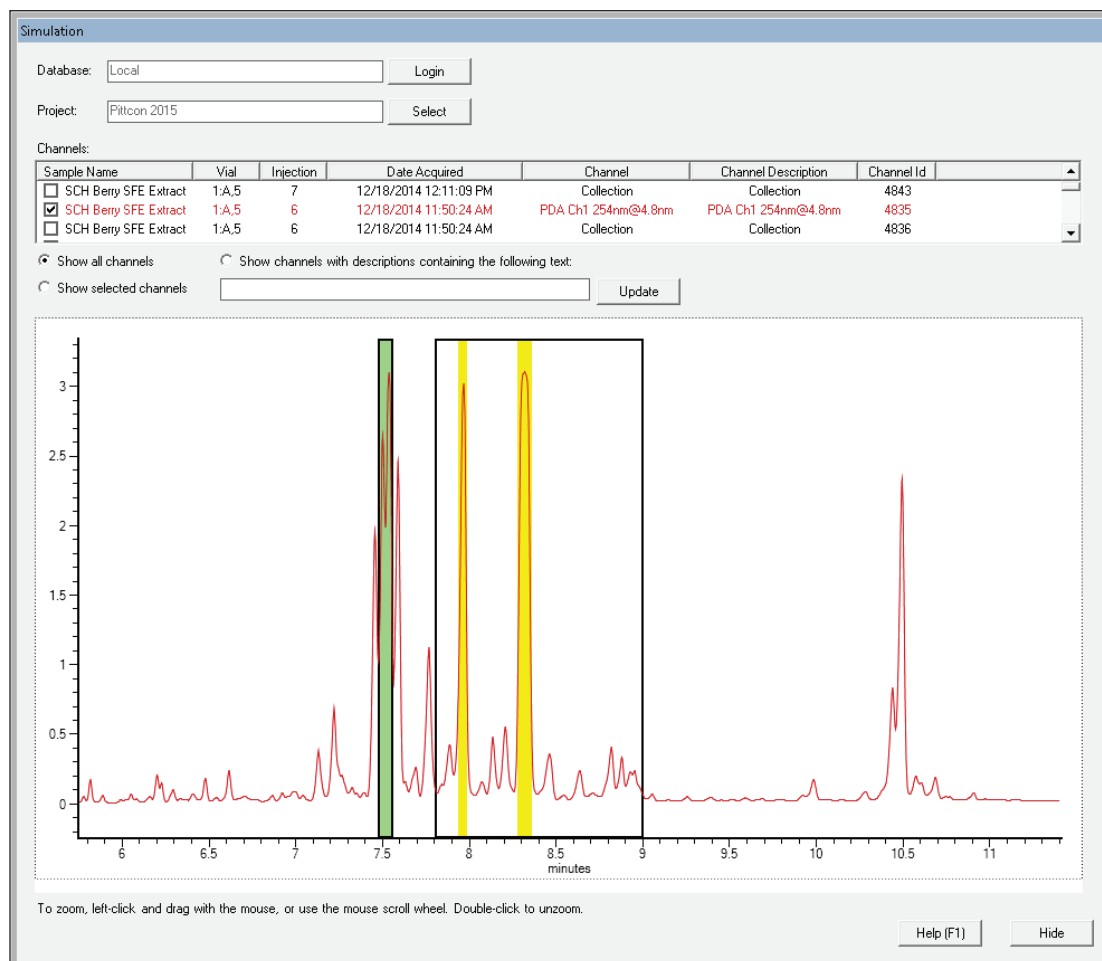 Simulation
Database: Local Login
Project: Pittcon 2015 Select
Channels:
Sample Name Vial Injection Date Acquired Channel Channel Description Channel Id
SCH Berry SFE Extract 1:A,5 7 12/18/2014 12:11:09 PM Collection Collection 4843
SCH Berry SFE Extract 1:A,5 6 12/18/2014 11:50:24 AM PDA Ch1 254nm@4.8nm PDA Ch1 254nm@4.8nm 4835
SCH Berry SFE Extract 1:A,5 6 12/18/2014 11:50:24 AM Collection Collection 4836
Show all channels Show channels with descriptions containing the following text:
Show selected channels Update
3
2.5
2
1.5
1
0.5
0
6 6.5 7 7.5 8 8.5 9 9.5 10 10.5 11
minutes
To zoom, left-click and drag with the mouse, or use the mouse scroll wheel. Double-click to unzoom.
Help (F1) Hide